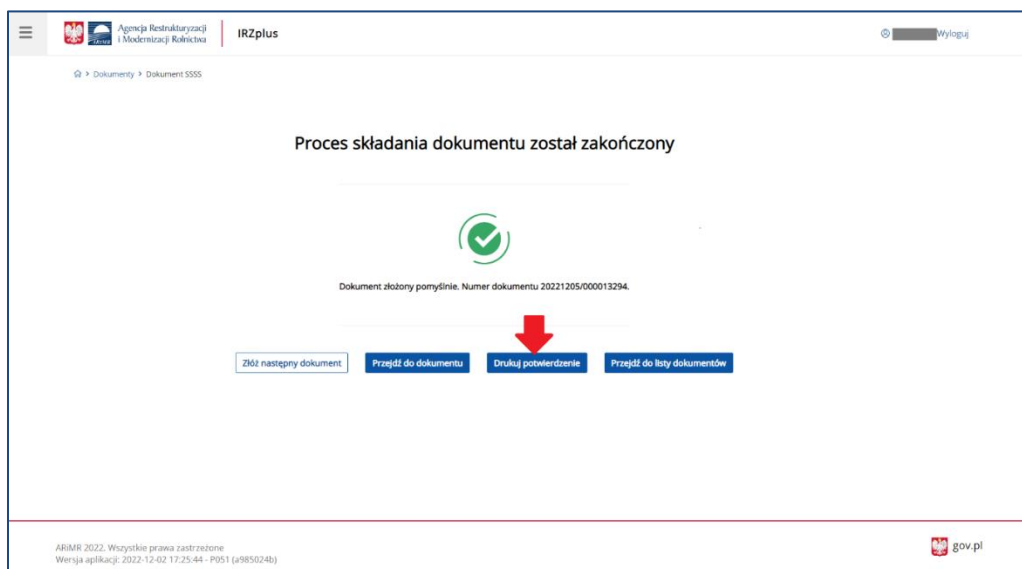 Agencja Restrukturyzacji
i Modernizacji Rolnictwa
IRZplus
Wyloguj
> Dokumenty > Dokument SSSS
Proces składania dokumentu został zakończony
Dokument złożony pomyślnie. Numer dokumentu 20221205/000013294.
Złóż następny dokument
Przejdź do dokumentu
Drukuj potwierdzenie
Przejdź do listy dokumentów
ARiMR 2022. Wszystkie prawa zastrzeżone
Wersja aplikacji: 2022-12-02 17:25:44 - P051 (a985024b)
gov.pl